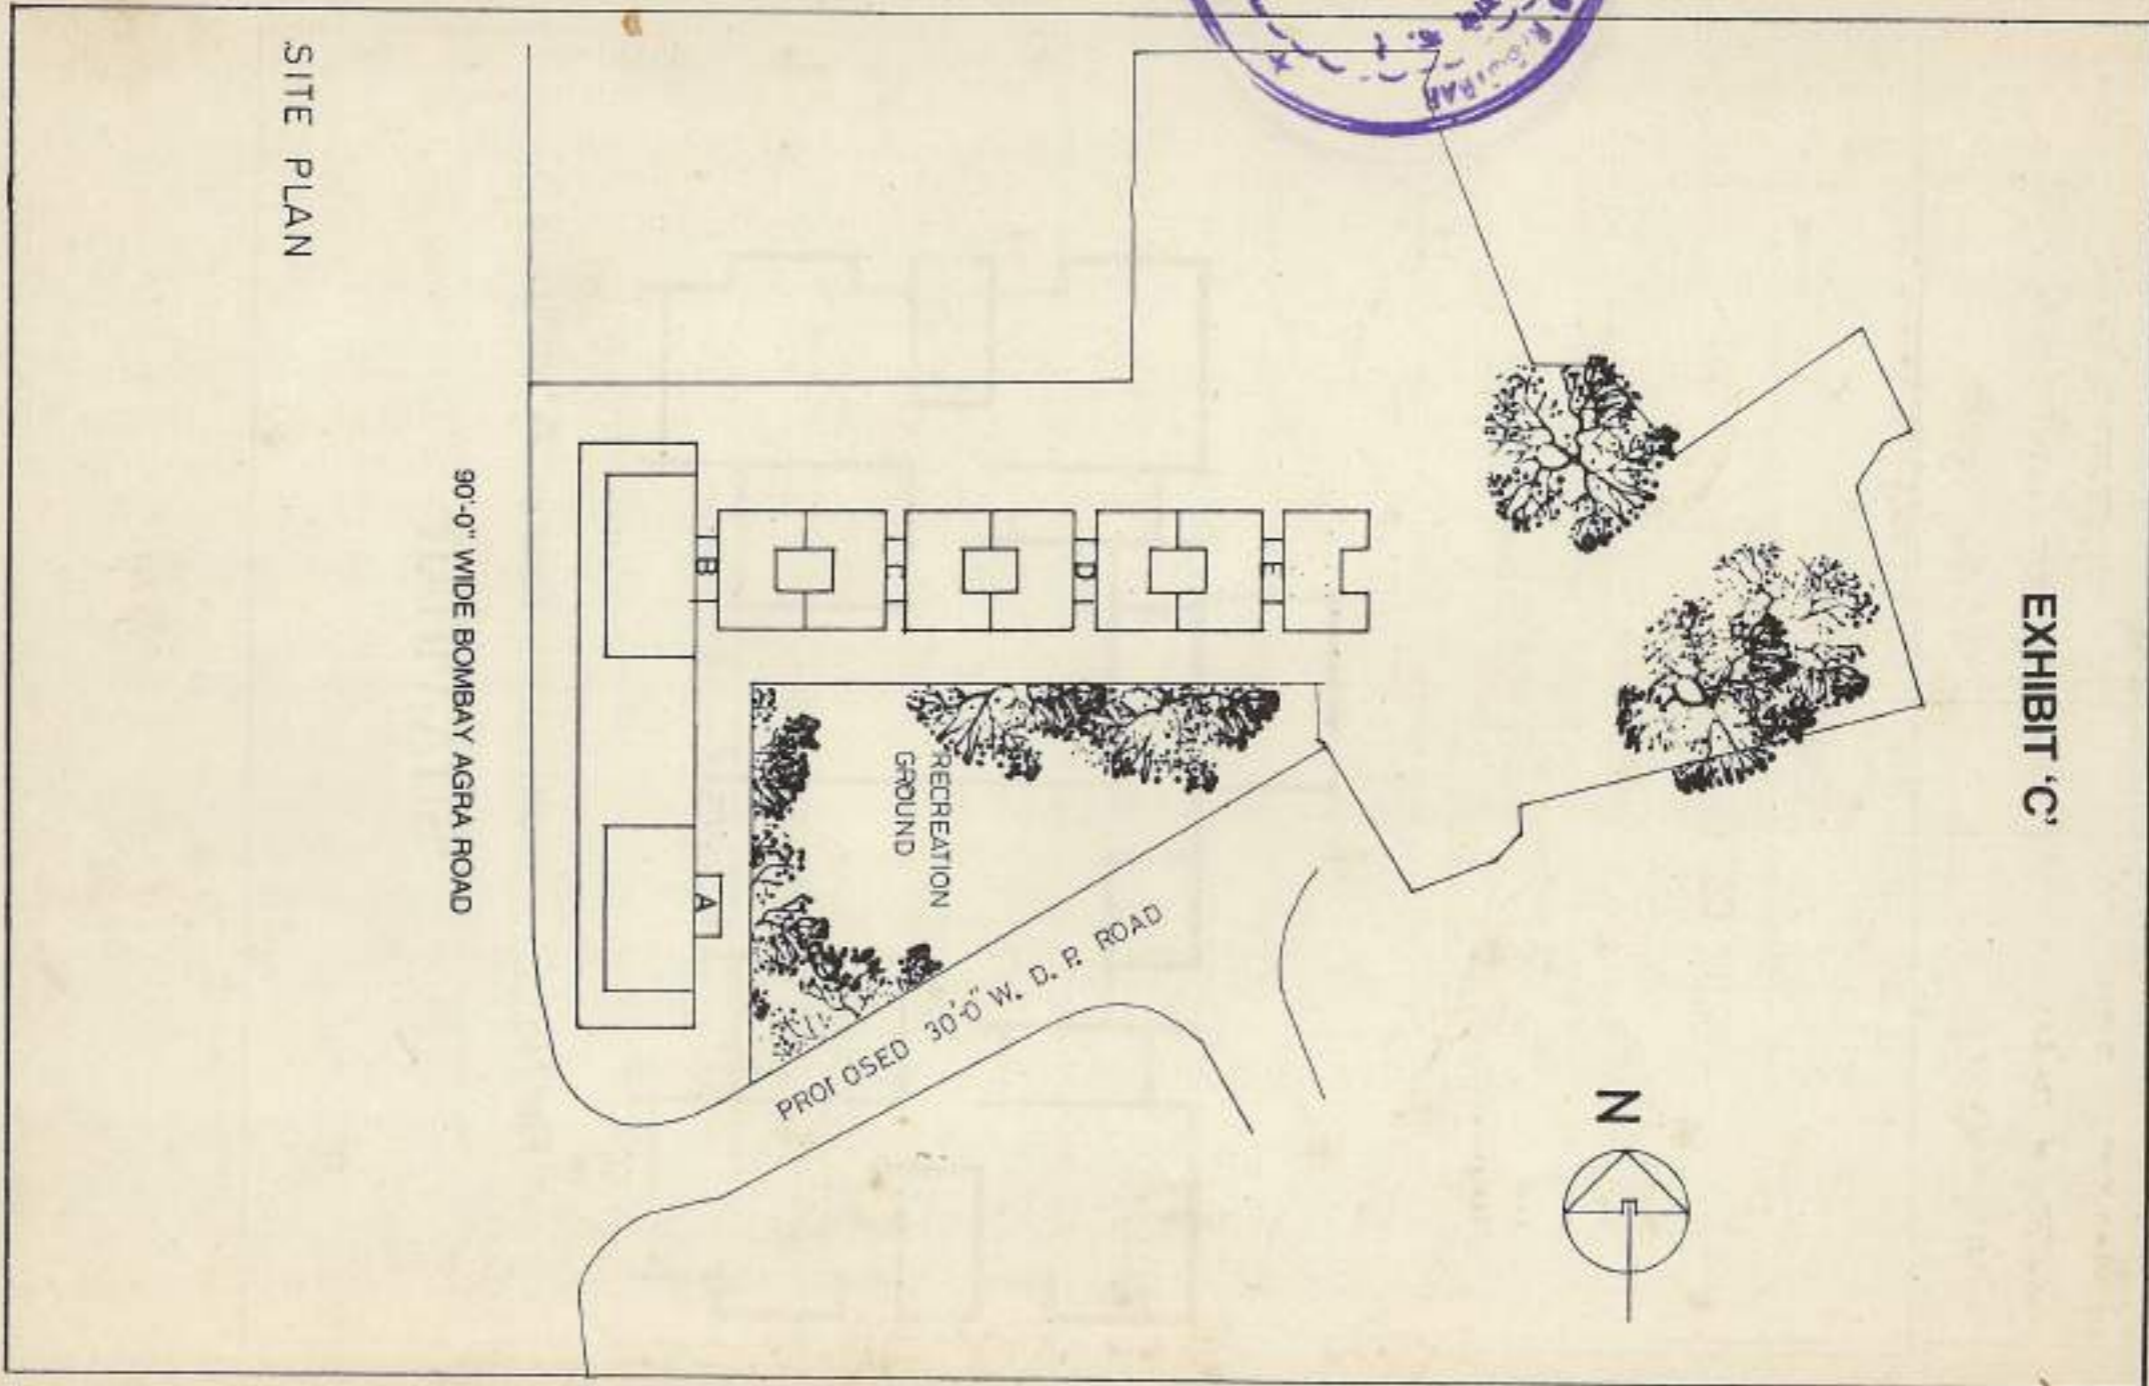 EXHIBIT 'C'
N
E
D
C
B
A
RECREATION
GROUND
PROPOSED 30'-0" W. D. P. ROAD
90'-0" WIDE BOMBAY AGRA ROAD
SITE PLAN